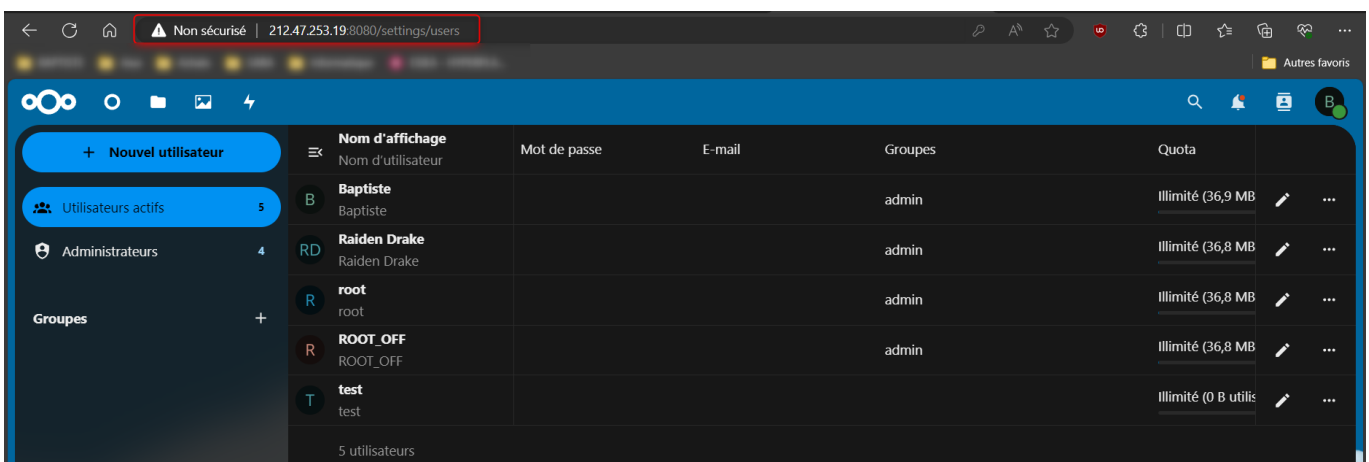 Non sécurisé | 212.47.253.19:8080/settings/users
Autres favoris
B
+ Nouvel utilisateur
Nom d'affichage
Nom d'utilisateur
Mot de passe
E-mail
Groupes
Quota
Utilisateurs actifs 5
Administrateurs 4
Groupes +
B
Baptiste
Baptiste
admin
Illimité (36,9 MB
RD
Raiden Drake
Raiden Drake
admin
Illimité (36,8 MB
R
root
root
admin
Illimité (36,8 MB
R
ROOT_OFF
ROOT_OFF
admin
Illimité (36,8 MB
T
test
test
Illimité (0 B utilis
5 utilisateurs